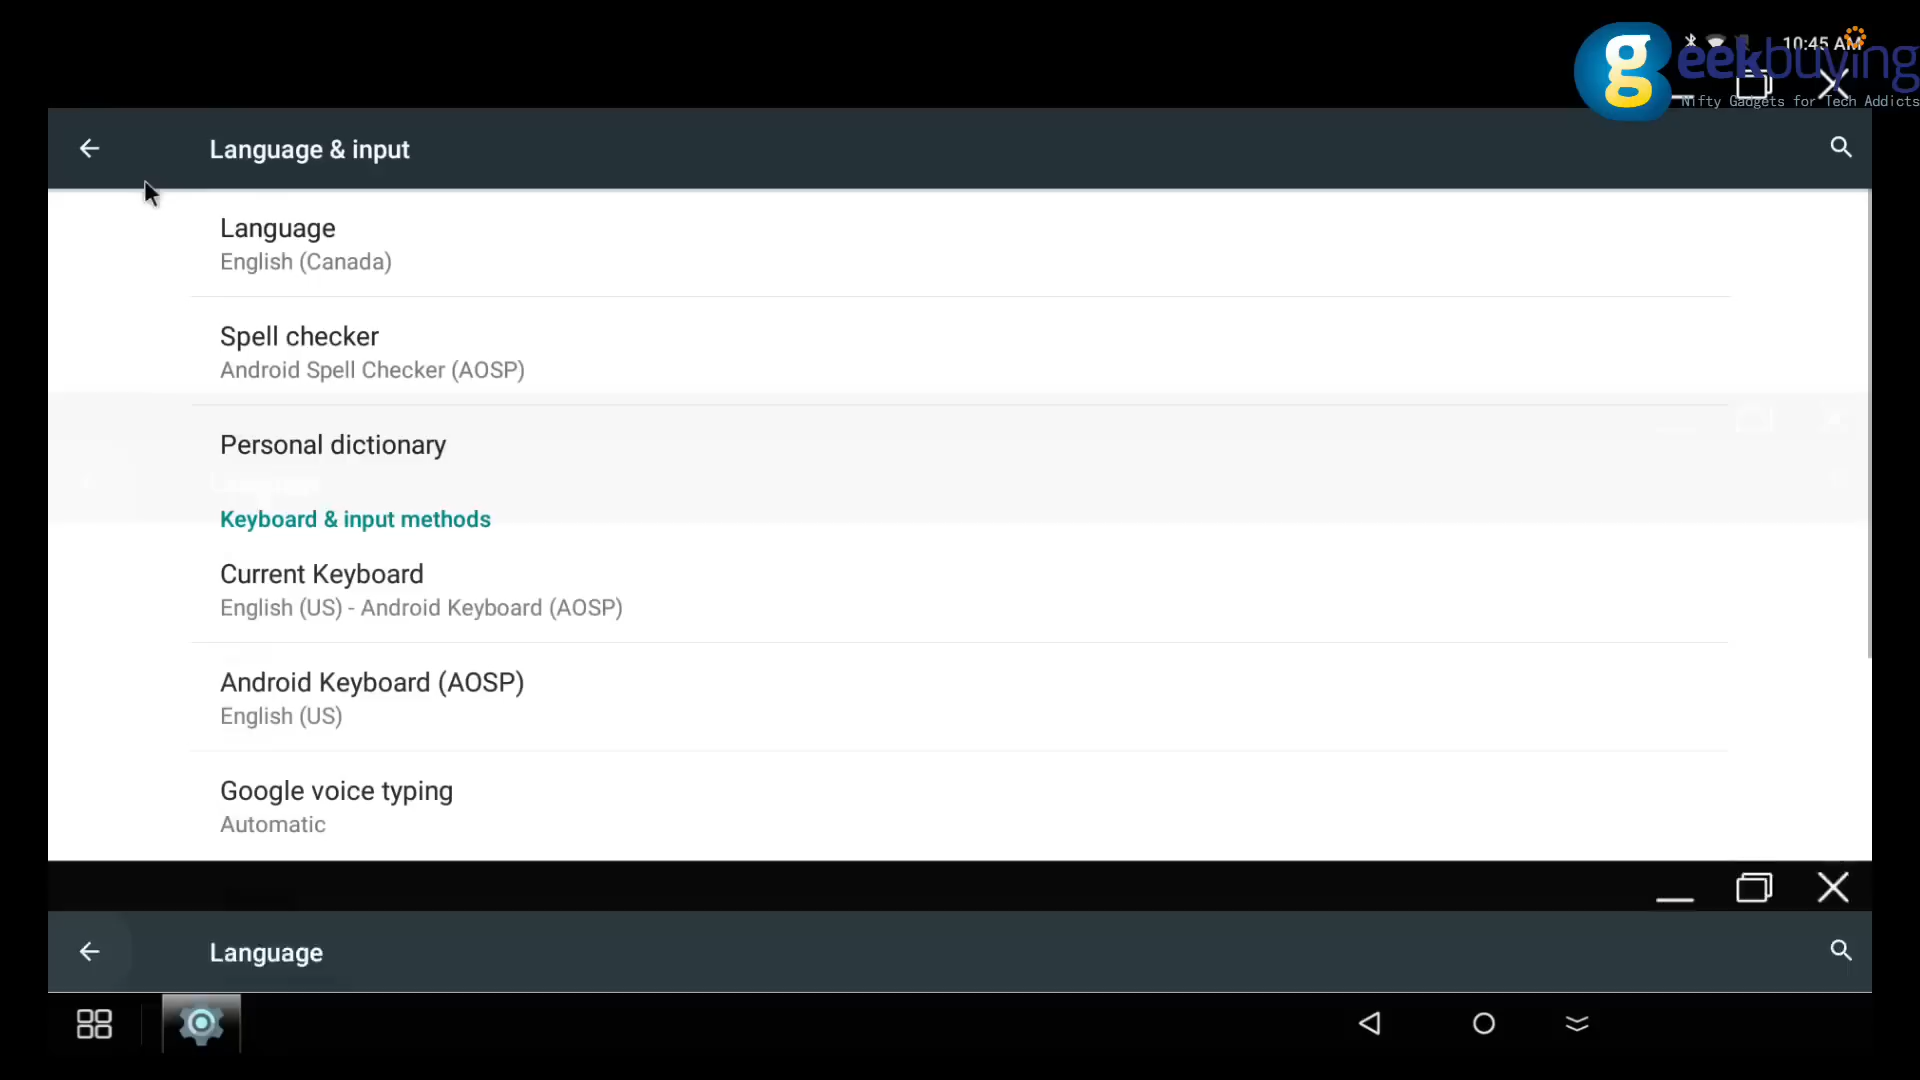 10:45 AM
geekbuying
Nifty Gadgets for Tech Addicts
Language & input
Language
English (Canada)
Spell checker
Android Spell Checker (AOSP)
Personal dictionary
Language
Keyboard & input methods
Current Keyboard
English (US) - Android Keyboard (AOSP)
Android Keyboard (AOSP)
English (US)
Google voice typing
Automatic
Language